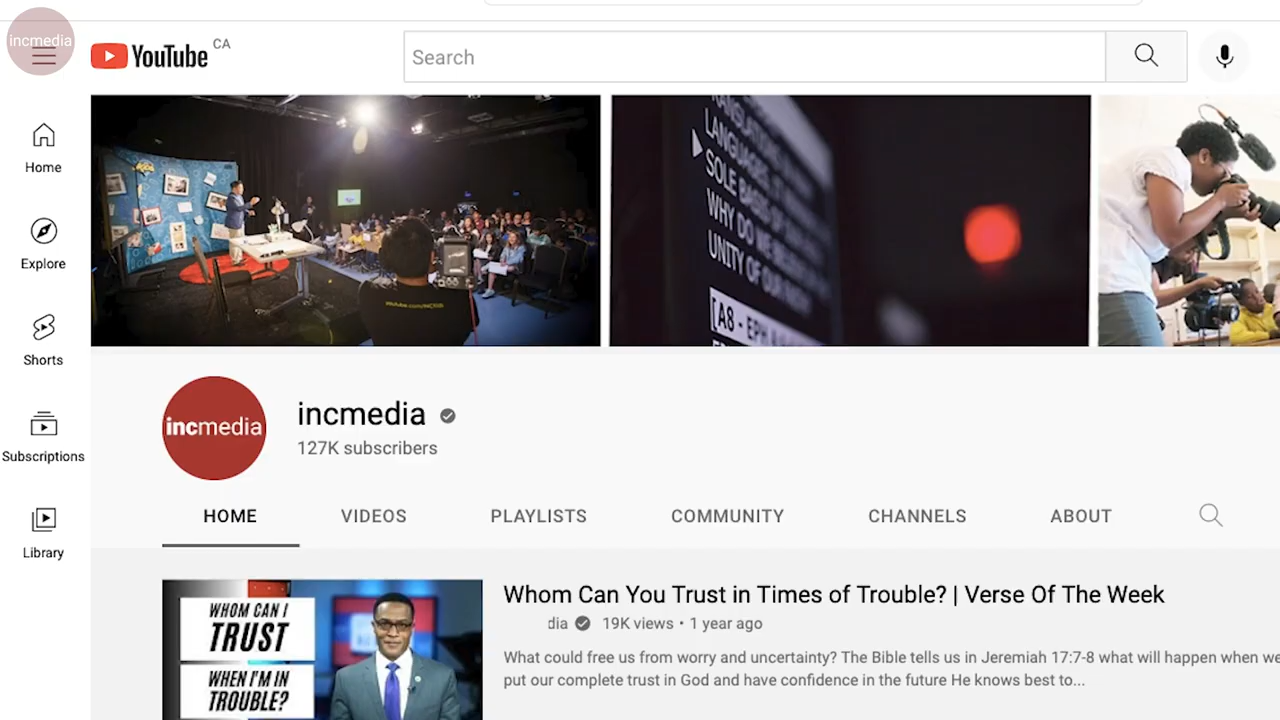 incmedia
YouTube CA
Search
Home
Explore
Shorts
Subscriptions
Library
LANGUAGES
SOLE BASIS OF
WHY DO WE
UNITY OF OUR
[A8 - EPH
incmedia
incmedia
127K subscribers
HOME VIDEOS PLAYLISTS COMMUNITY CHANNELS ABOUT
WHOM CAN I
TRUST
WHEN I'M IN
TROUBLE?
Whom Can You Trust in Times of Trouble? | Verse Of The Week
dia 19K views • 1 year ago
What could free us from worry and uncertainty? The Bible tells us in Jeremiah 17:7-8 what will happen when we
put our complete trust in God and have confidence in the future He knows best to...